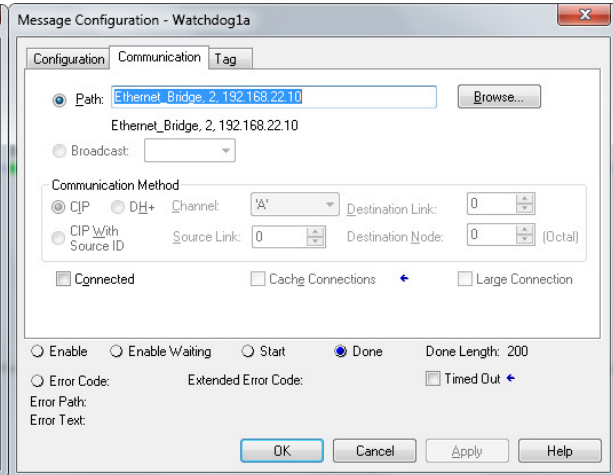 Message Configuration - Watchdog1a
Configuration Communication Tag
Path: Ethernet_Bridge, 2, 192.168.22.10 Browse...
Ethernet_Bridge, 2, 192.168.22.10
Broadcast:
Communication Method
CIP DH+ Channel: 'A' Destination Link: 0
CIP With Source ID Source Link: 0 Destination Node: 0 (Octal)
Connected Cache Connections Large Connection
Enable Enable Waiting Start Done Done Length: 200
Error Code: Extended Error Code: Timed Out
Error Path:
Error Text:
OK Cancel Apply Help